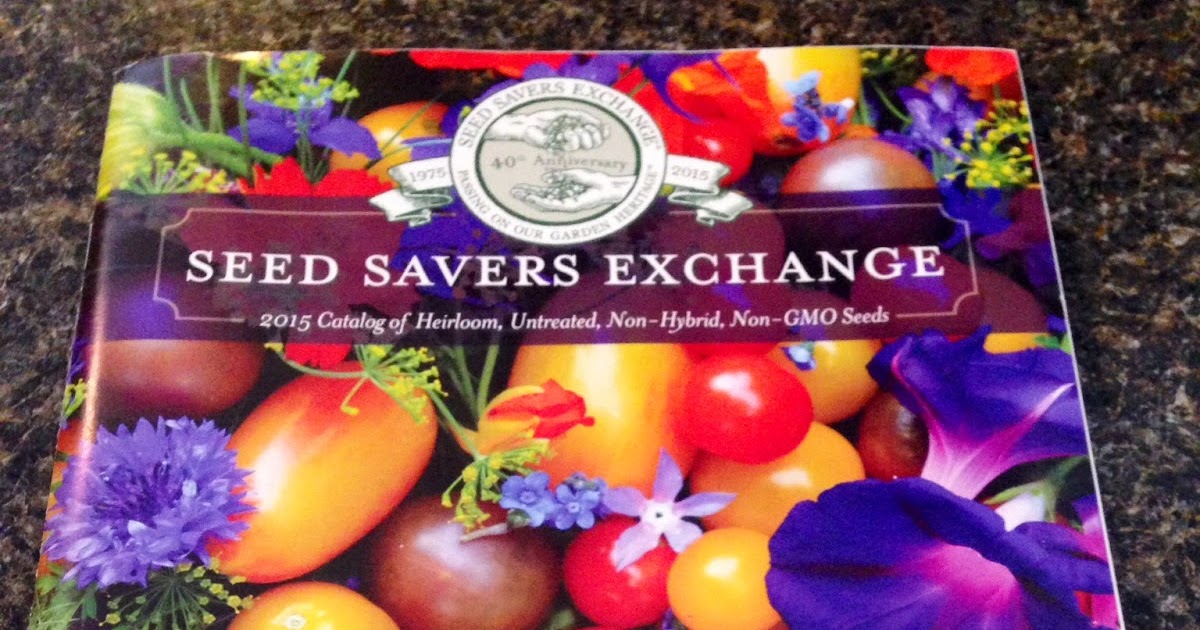 SEED SAVERS EXCHANGE
40th Anniversary
1975
2015
PASSING ON OUR GARDEN HERITAGE
SEED SAVERS EXCHANGE
2015 Catalog of Heirloom, Untreated, Non-Hybrid, Non-GMO Seeds